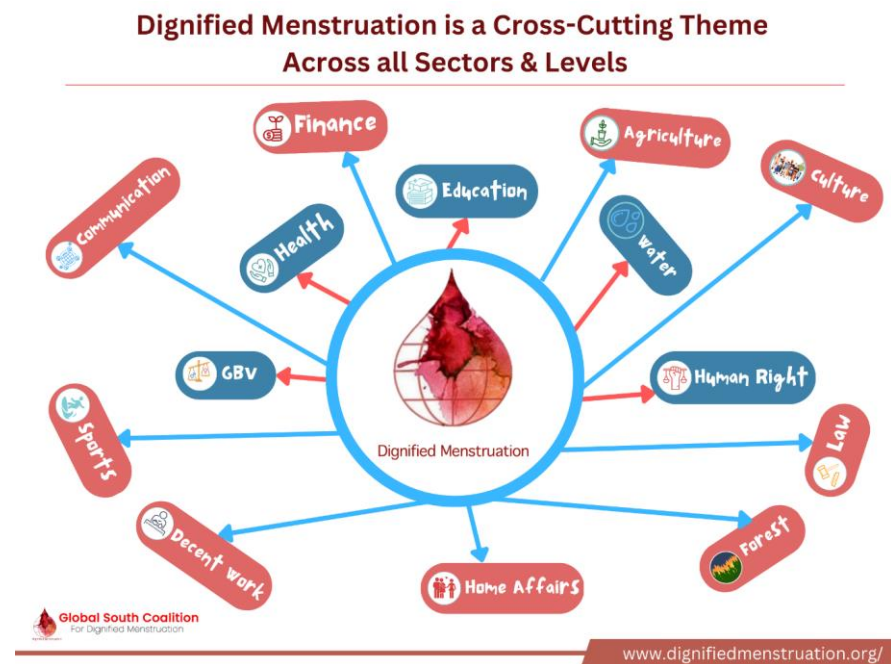 Dignified Menstruation is a Cross-Cutting Theme
Across all Sectors & Levels
Finance
Agriculture
Culture
Communication
Education
Health
Water
GBV
Human Right
Sports
Law
Dignified Menstruation
Decent work
Home Affairs
Forest
Global South Coalition
For Dignified Menstruation
www.dignifiedmenstruation.org/